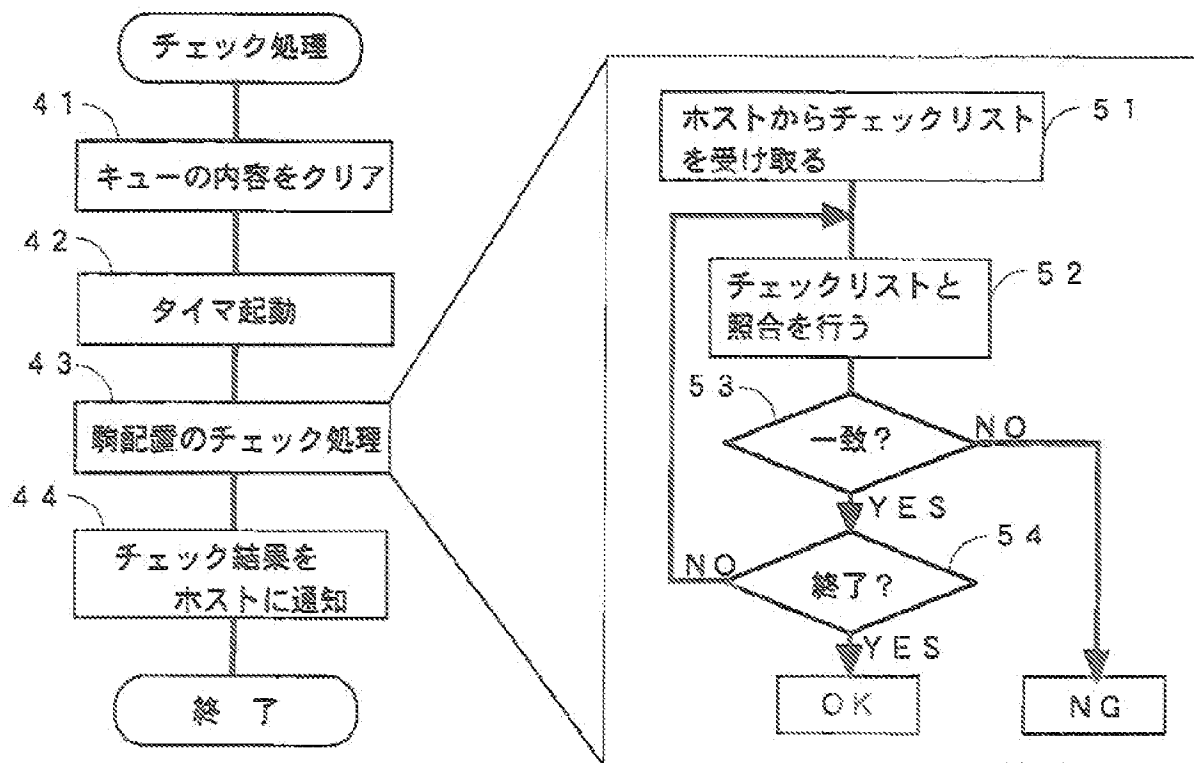 チェック処理
41
キューの内容をクリア
42
タイマ起動
43
駒配置のチェック処理
44
チェック結果を
ホストに通知
終 了
ホストからチェックリスト
を受け取る
51
チェックリストと
照合を行う
52
53
一致?
NO
YES
54
NO
終了?
YES
OK
NG